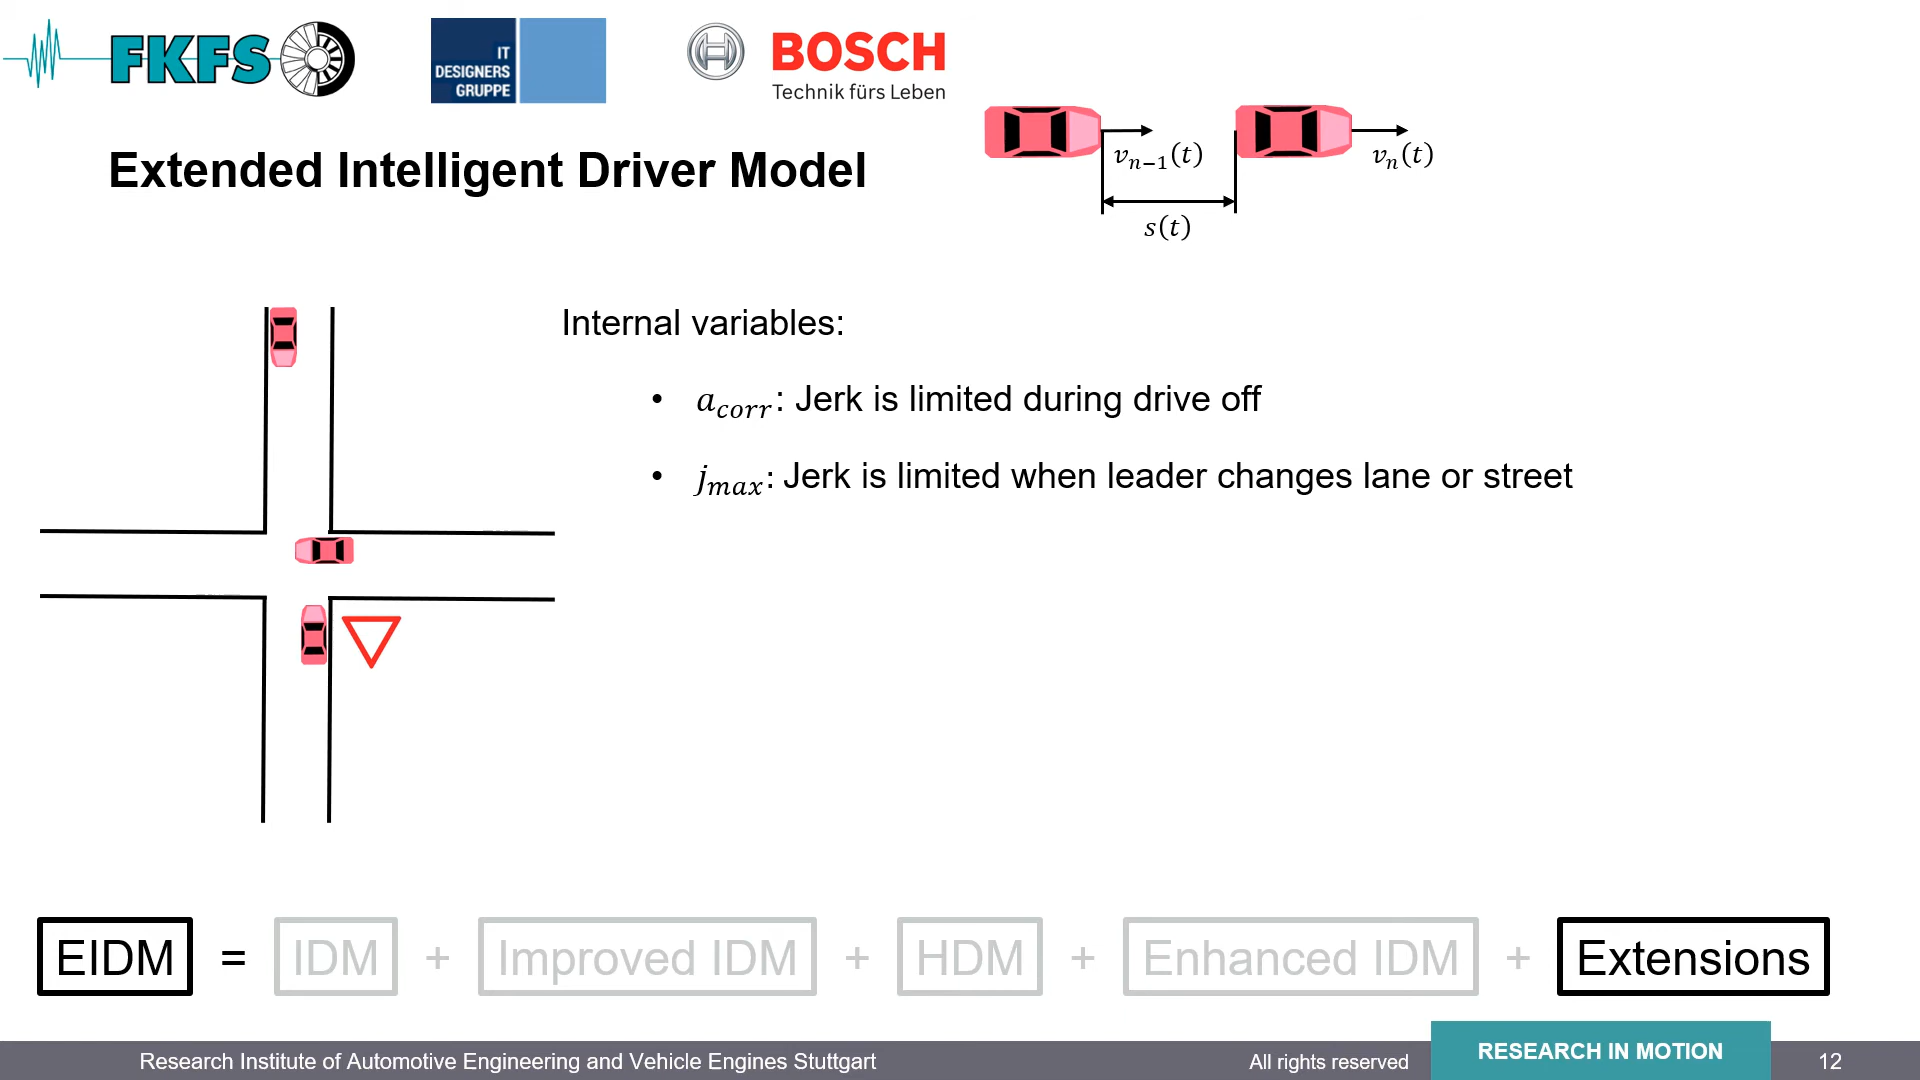 FKFS
IT
DESIGNERS
GRUPPE
BOSCH
Technik fürs Leben
Extended Intelligent Driver Model
vₙ₋₁(t)
vₙ(t)
s(t)
Internal variables:
• a_corr: Jerk is limited during drive off
• j_max: Jerk is limited when leader changes lane or street
EIDM = IDM + Improved IDM + HDM + Enhanced IDM + Extensions
Research Institute of Automotive Engineering and Vehicle Engines Stuttgart
All rights reserved
RESEARCH IN MOTION
12